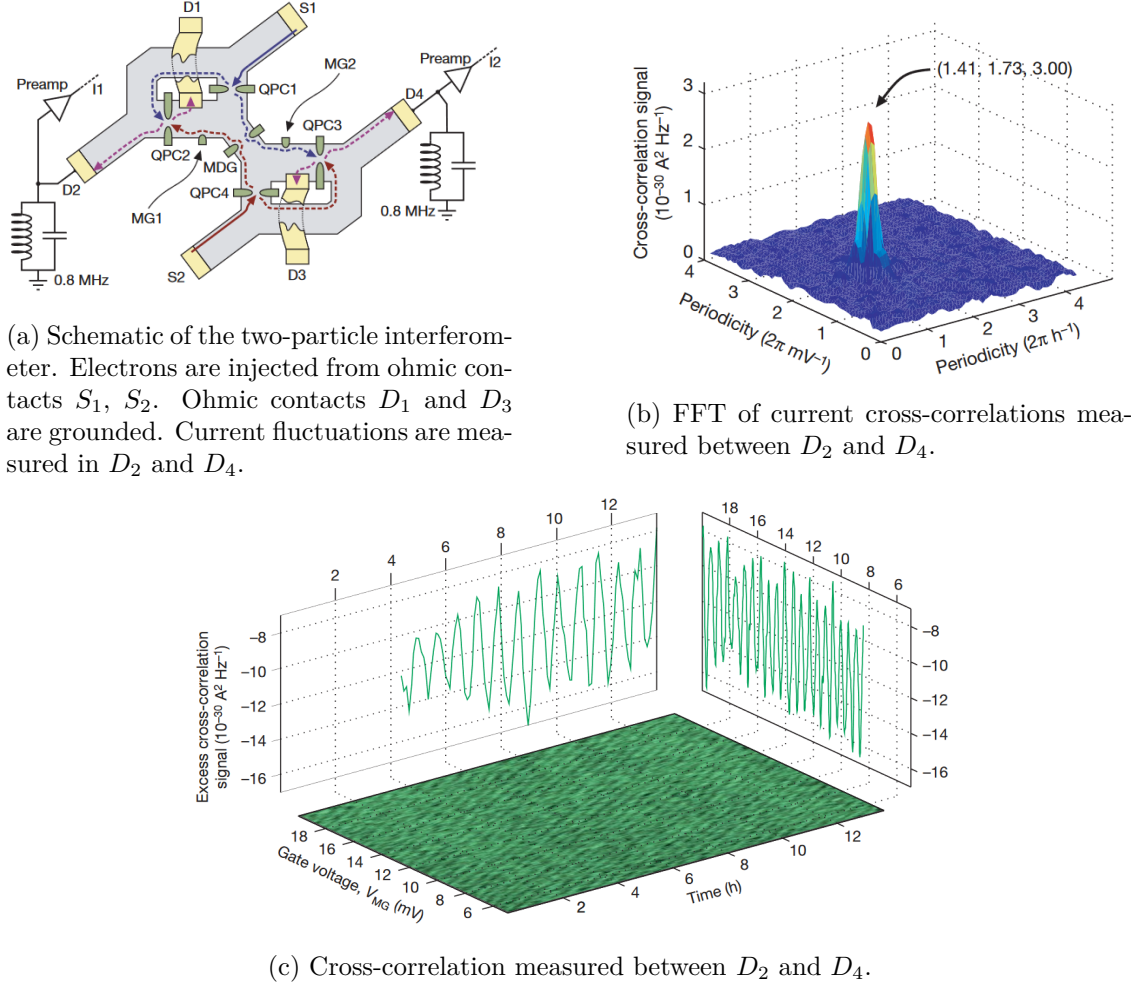 D1
S1
Preamp
I1
MG2
Preamp
I2
D4
QPC1
QPC3
QPC2
MDG
D2
QPC4
MG1
0.8 MHz
S2
D3
0.8 MHz
(a) Schematic of the two-particle interferom-
eter. Electrons are injected from ohmic con-
tacts S₁, S₂. Ohmic contacts D₁ and D₃
are grounded. Current fluctuations are mea-
sured in D₂ and D₄.
(1.41, 1.73, 3.00)
Cross-correlation signal
(10⁻³⁰ A² Hz⁻¹)
3
2
1
0
4
3
2
1
0
Periodicity (2π mV⁻¹)
0
1
2
3
4
Periodicity (2π h⁻¹)
(b) FFT of current cross-correlations mea-
sured between D₂ and D₄.
2
4
6
8
10
12
18
16
14
12
10
8
6
Excess cross-correlation
signal (10⁻³⁰ A² Hz⁻¹)
−8
−10
−12
−14
−16
−8
−10
−12
−14
−16
18
16
14
12
10
8
6
Gate voltage, V_MG (mV)
2
4
6
8
10
12
Time (h)
(c) Cross-correlation measured between D₂ and D₄.